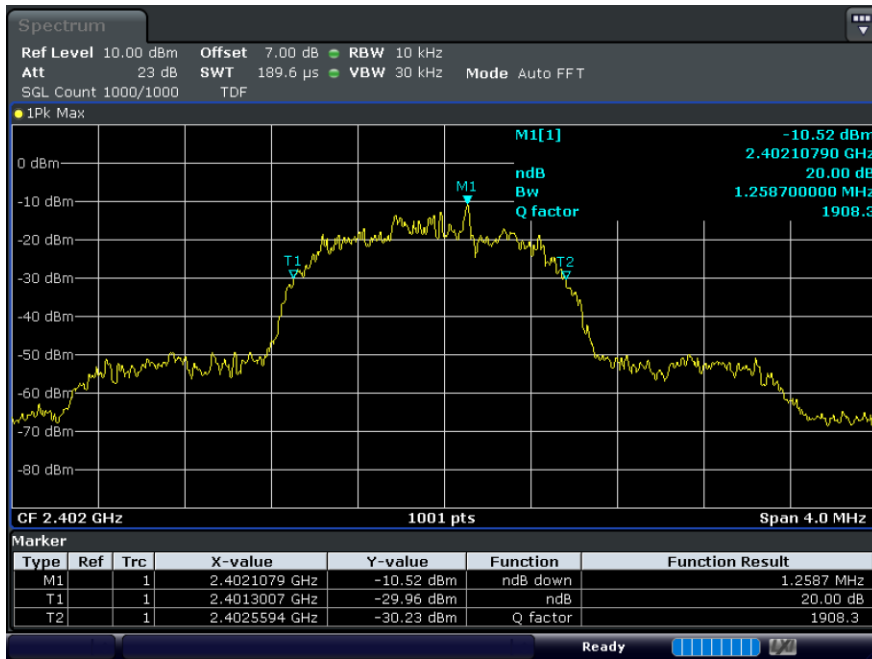 Spectrum
Ref Level 10.00 dBm Offset 7.00 dB RBW 10 kHz
Att 23 dB SWT 189.6 µs VBW 30 kHz Mode Auto FFT
SGL Count 1000/1000 TDF
1Pk Max
M1[1] -10.52 dBm
2.40210790 GHz
ndB 20.00 dB
Bw 1.258700000 MHz
Q factor 1908.3
0 dBm
M1
-10 dBm
-20 dBm
T1 T2
-30 dBm
-40 dBm
-50 dBm
-60 dBm
-70 dBm
-80 dBm
CF 2.402 GHz 1001 pts Span 4.0 MHz
Marker
Type Ref Trc X-value Y-value Function Function Result
M1 1 2.4021079 GHz -10.52 dBm ndB down 1.2587 MHz
T1 1 2.4013007 GHz -29.96 dBm ndB 20.00 dB
T2 1 2.4025594 GHz -30.23 dBm Q factor 1908.3
Ready LXI